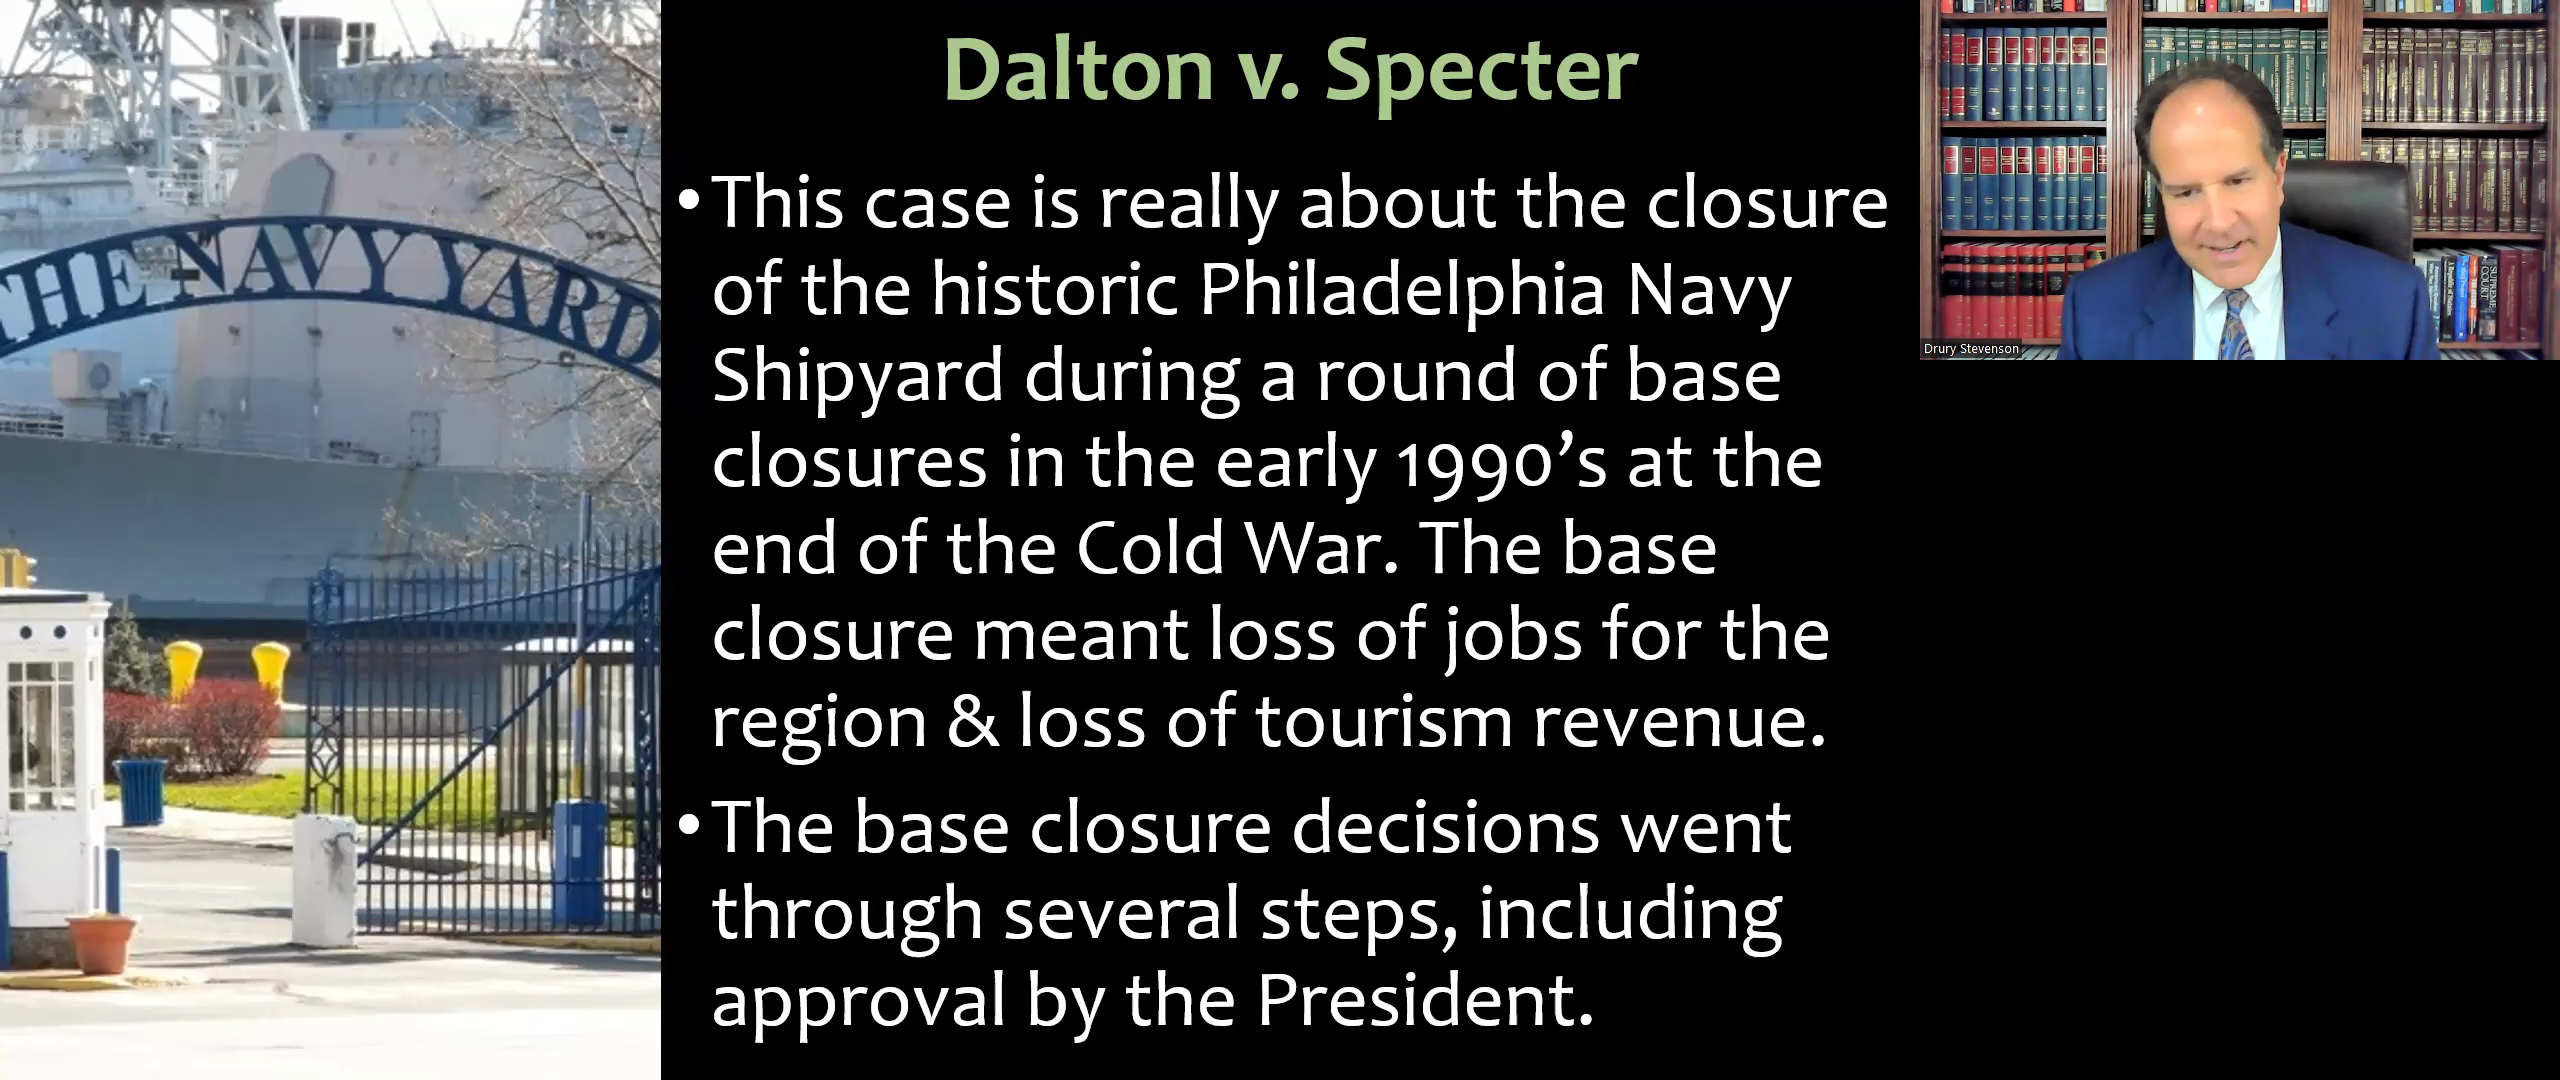 THE NAVY YARD
Dalton v. Specter
•This case is really about the closure
of the historic Philadelphia Navy
Shipyard during a round of base
closures in the early 1990’s at the
end of the Cold War. The base
closure meant loss of jobs for the
region & loss of tourism revenue.
•The base closure decisions went
through several steps, including
approval by the President.
SUPREME
COURT
Drury Stevenson